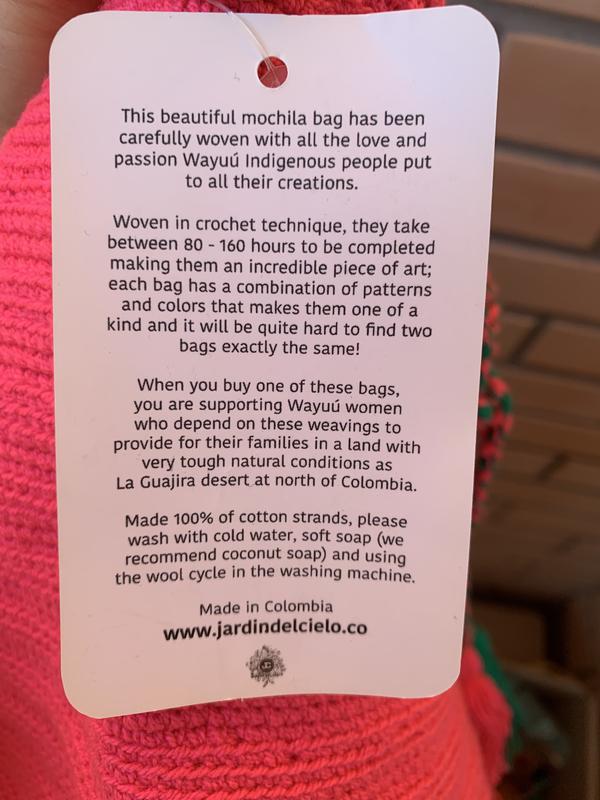 This beautiful mochila bag has been
carefully woven with all the love and
passion Wayuú Indigenous people put
to all their creations.
Woven in crochet technique, they take
between 80 - 160 hours to be completed
making them an incredible piece of art;
each bag has a combination of patterns
and colors that makes them one of a
kind and it will be quite hard to find two
bags exactly the same!
When you buy one of these bags,
you are supporting Wayuú women
who depend on these weavings to
provide for their families in a land with
very tough natural conditions as
La Guajira desert at north of Colombia.
Made 100% of cotton strands, please
wash with cold water, soft soap (we
recommend coconut soap) and using
the wool cycle in the washing machine.
Made in Colombia
www.jardindelcielo.co
JC